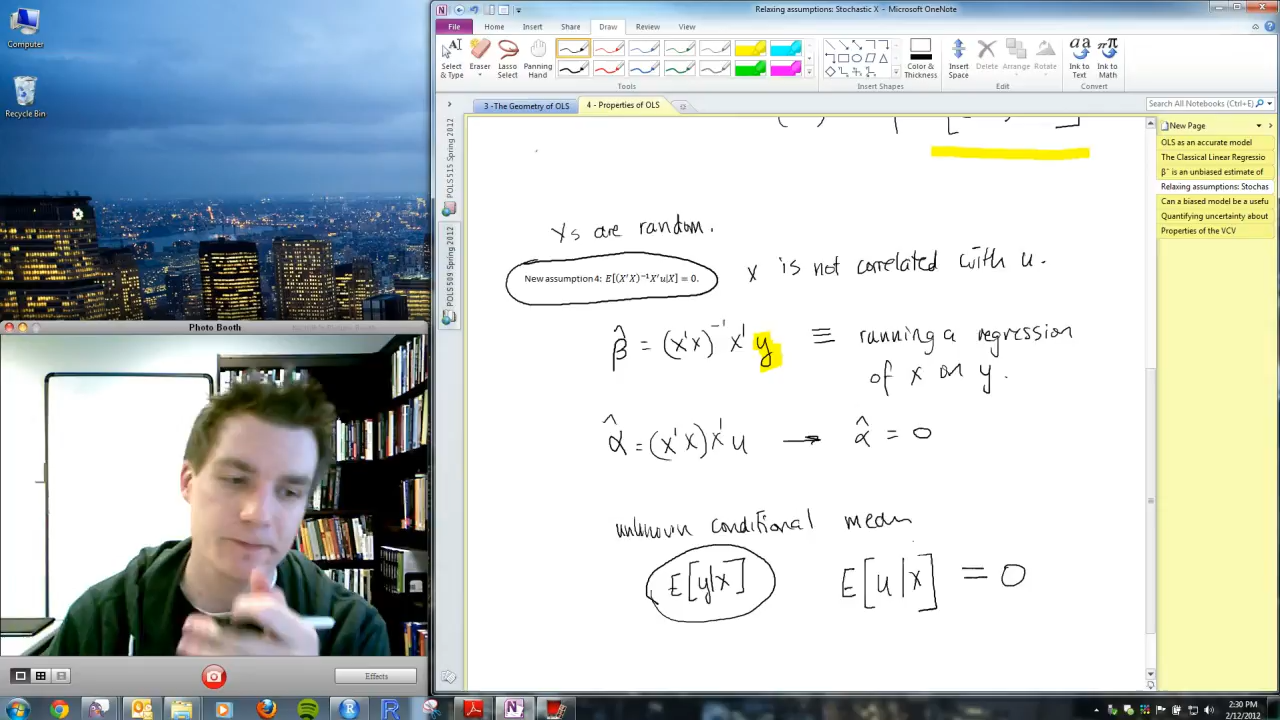 Relaxing assumptions: Stochastic X - Microsoft OneNote
Computer
Recycle Bin
File Home Insert Share Draw Review View
Select & Type
Eraser
Lasso Select
Panning Hand
Color & Thickness
Insert Space
Delete
Arrange
Rotate
Ink to Text
Ink to Math
Tools
Insert Shapes
Edit
Convert
3 -The Geometry of OLS
4 - Properties of OLS
Search All Notebooks (Ctrl+E)
New Page
OLS as an accurate model
The Classical Linear Regressio
β^ is an unbiased estimate of
Relaxing assumptions: Stochas
Can a biased model be a usefu
Quantifying uncertainty about
Properties of the VCV
POLS 515 Spring 2012
POLS 509 Spring 2012
Xs are random.
New assumption 4: E[(X'X)⁻¹X'u|X] = 0.
X is not correlated with u.
β̂ = (X'X)⁻¹ X' y ≡ running a regression
of X on y.
α̂ = (X'X)X'u → α̂ = 0
unknown conditional mean
E[y|x] E[u|x] = 0
Photo Booth
Effects
2:30 PM
2/12/2012